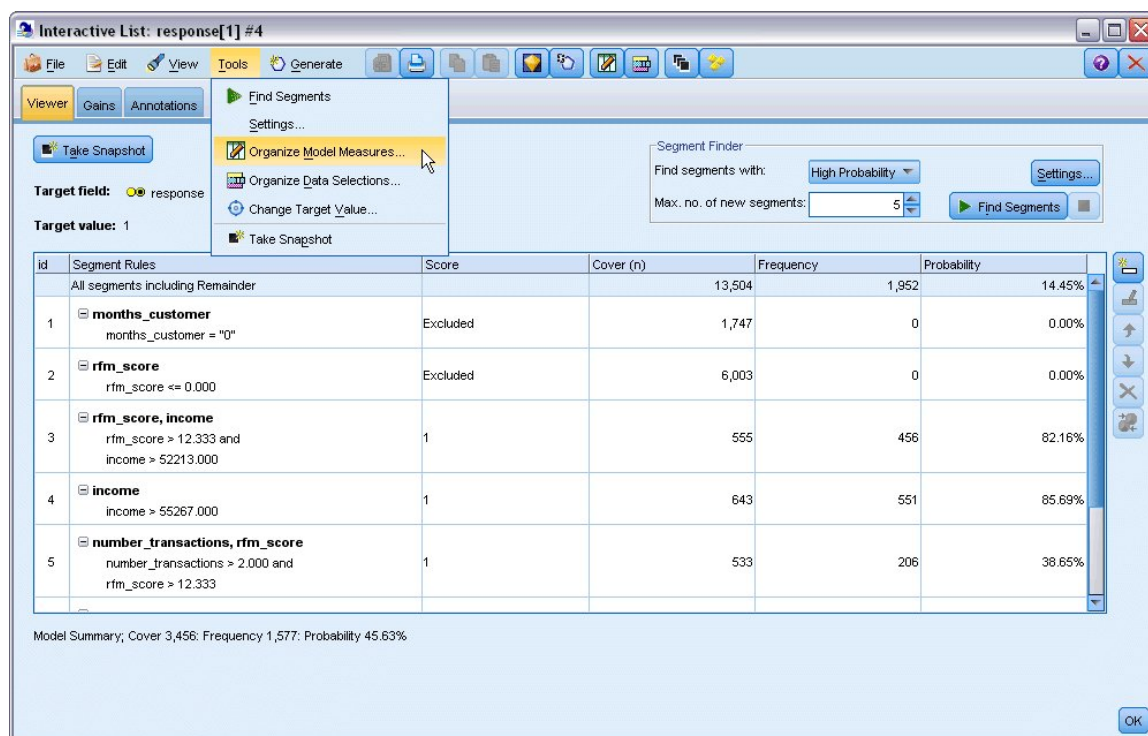 Interactive List: response[1] #4
File Edit View Tools Generate
Viewer Gains Annotations
Find Segments
Settings...
Organize Model Measures...
Organize Data Selections...
Change Target Value...
Take Snapshot
Take Snapshot
Target field: response
Target value: 1
Segment Finder
Find segments with: High Probability Settings...
Max. no. of new segments: 5 Find Segments
id Segment Rules Score Cover (n) Frequency Probability
All segments including Remainder 13,504 1,952 14.45%
1 months_customer Excluded 1,747 0 0.00%
months_customer = "0"
2 rfm_score Excluded 6,003 0 0.00%
rfm_score <= 0.000
3 rfm_score, income 1 555 456 82.16%
rfm_score > 12.333 and
income > 52213.000
4 income 1 643 551 85.69%
income > 55267.000
5 number_transactions, rfm_score 1 533 206 38.65%
number_transactions > 2.000 and
rfm_score > 12.333
Model Summary; Cover 3,456: Frequency 1,577: Probability 45.63%
OK